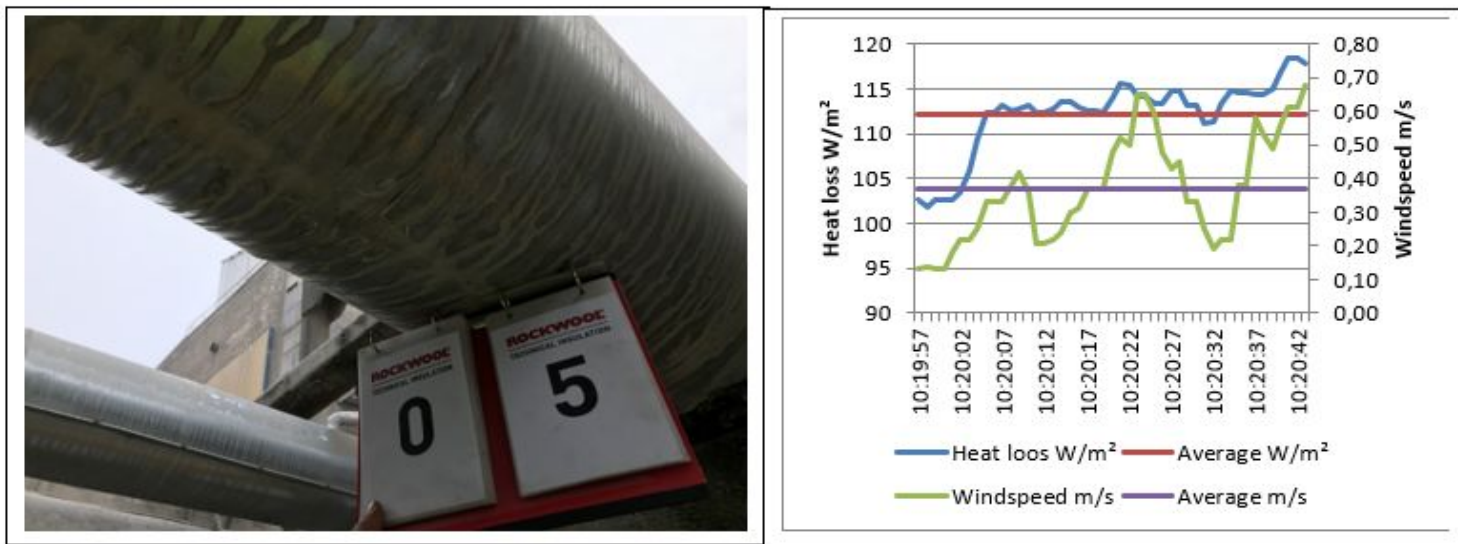 ROCKWOOL
TECHNICAL INSULATION
0
ROCKWOOL
TECHNICAL INSULATION
5
120
115
110
105
100
95
90
Heat loss W/m²
0,80
0,70
0,60
0,50
0,40
0,30
0,20
0,10
0,00
Windspeed m/s
10:19:57
10:20:02
10:20:07
10:20:12
10:20:17
10:20:22
10:20:27
10:20:32
10:20:37
10:20:42
Heat loos W/m²
Average W/m²
Windspeed m/s
Average m/s